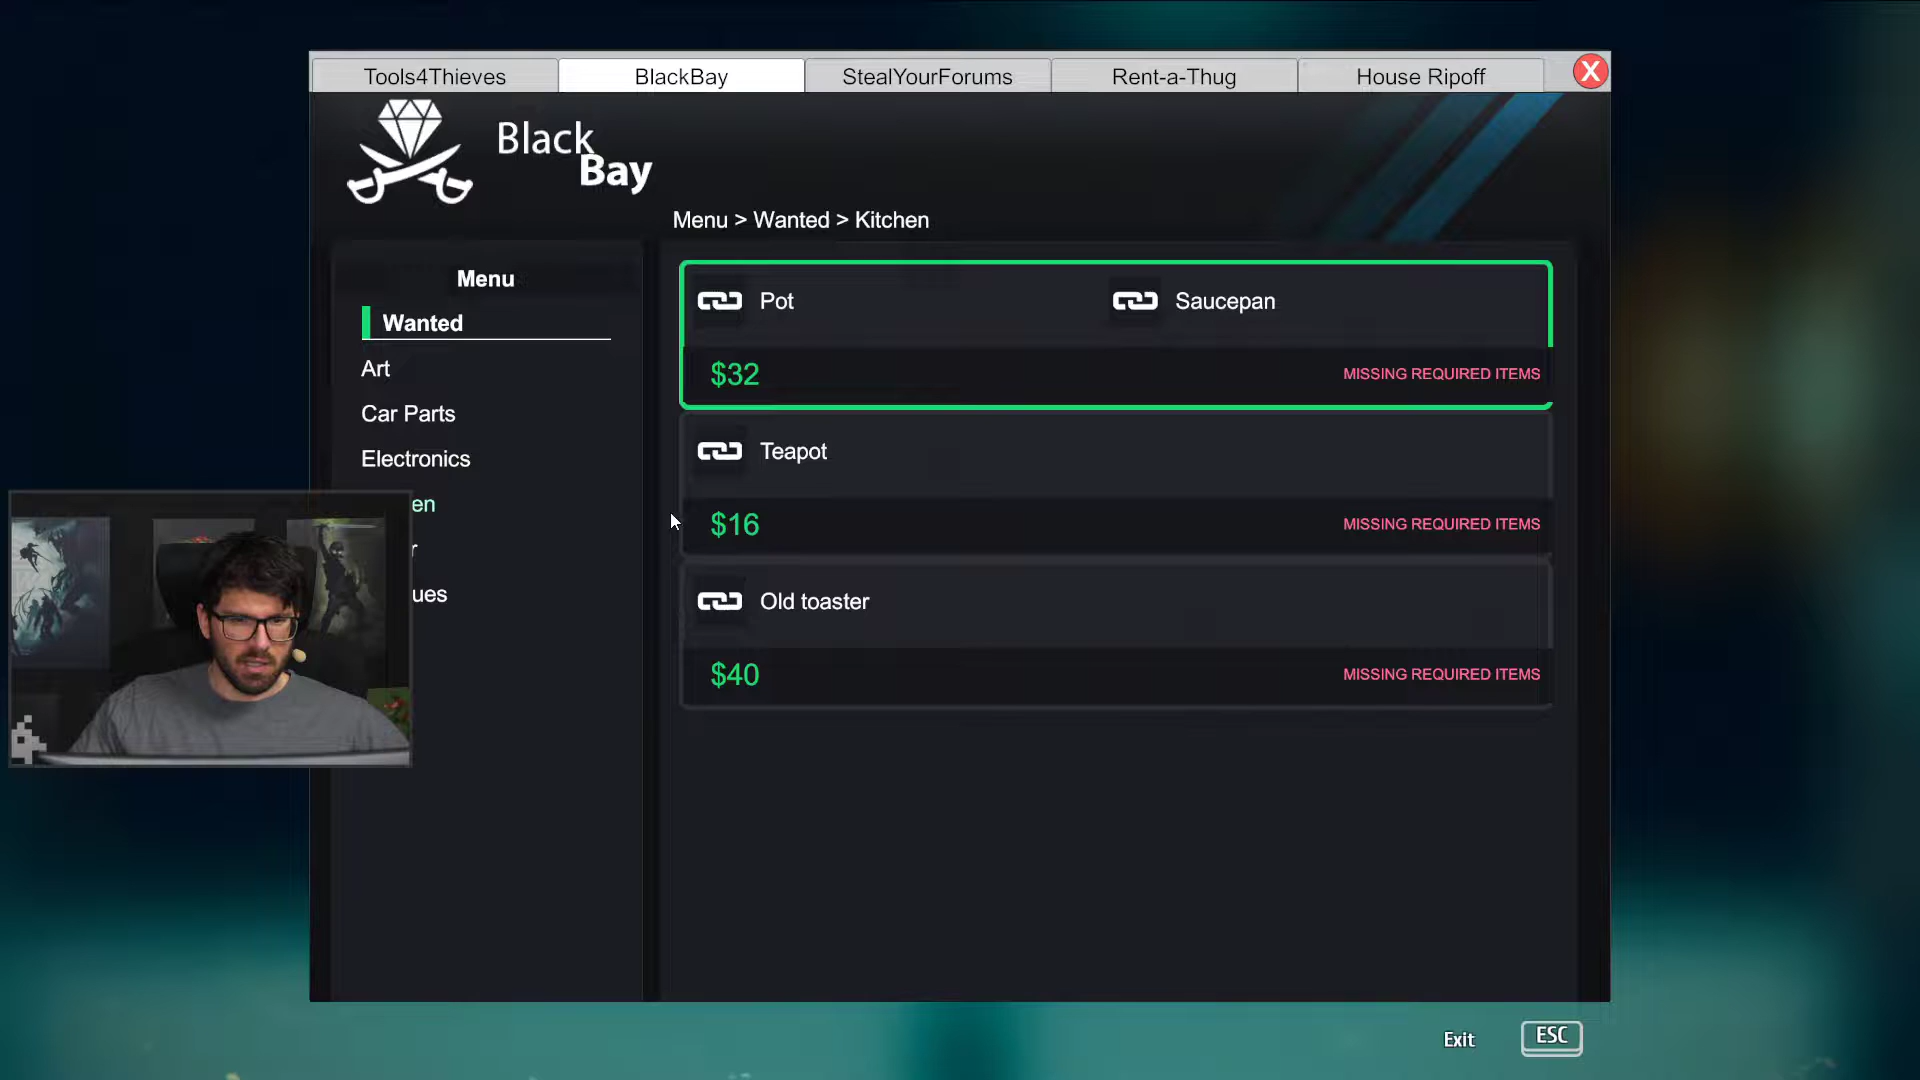 Tools4Thieves
BlackBay
StealYourForums
Rent-a-Thug
House Ripoff
X
Black
Bay
Menu > Wanted > Kitchen
Menu
Wanted
Art
Car Parts
Electronics
en
r
ues
Pot
Saucepan
$32
MISSING REQUIRED ITEMS
Teapot
$16
MISSING REQUIRED ITEMS
Old toaster
$40
MISSING REQUIRED ITEMS
Exit
ESC